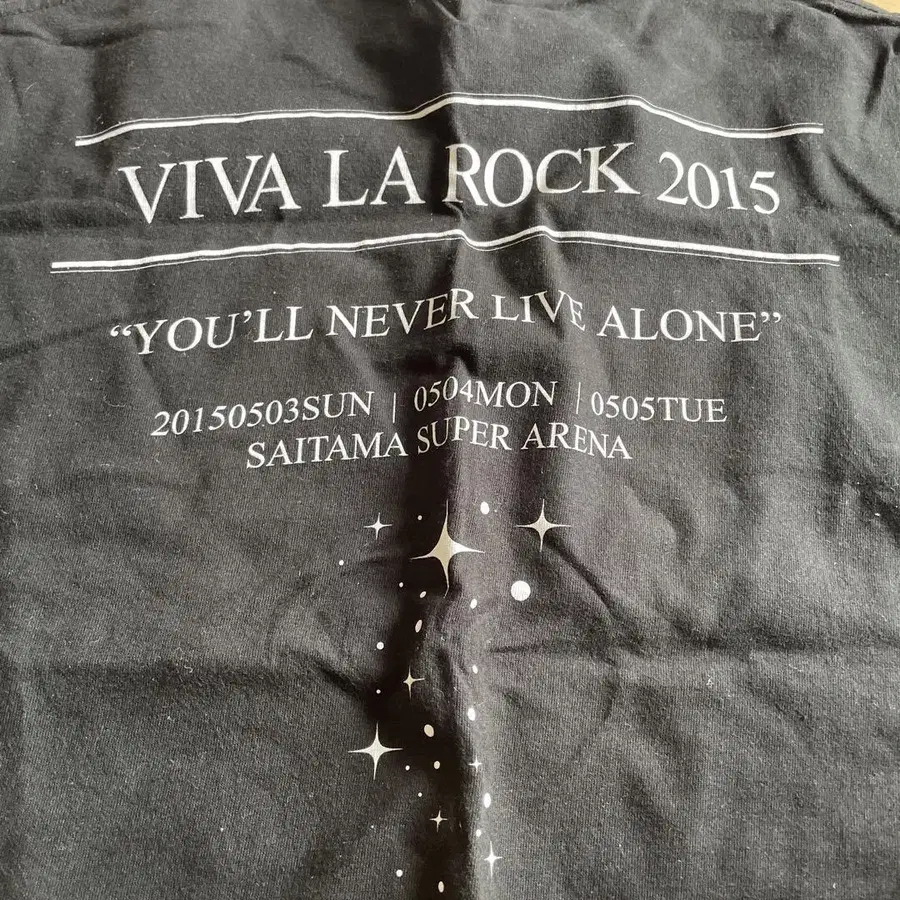 VIVA LA ROCK 2015
“YOU’LL NEVER LIVE ALONE”
20150503SUN | 0504MON | 0505TUE
SAITAMA SUPER ARENA